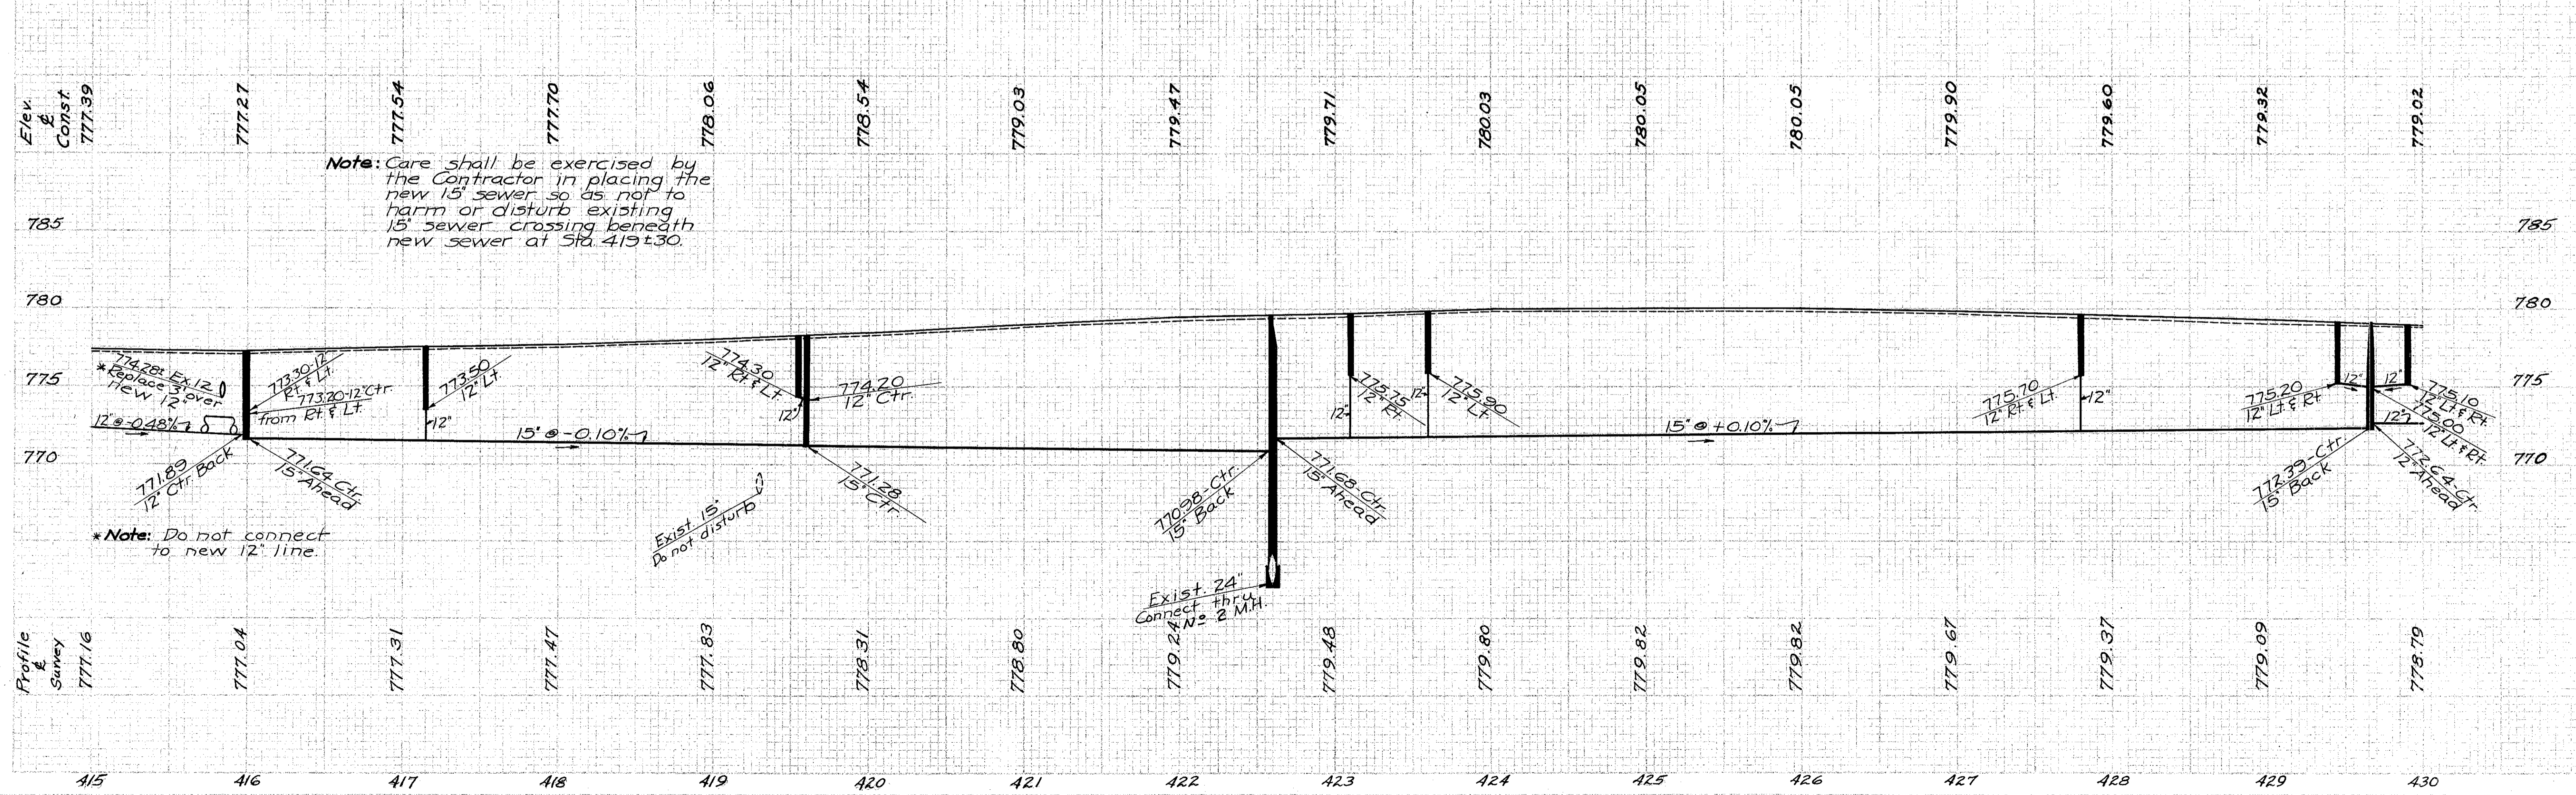 Elev.
℄
Const.
777.39
777.27
777.54
777.70
778.06
778.54
779.03
779.47
779.71
780.03
780.05
780.05
779.90
779.60
779.32
779.02
Note: Care shall be exercised by
the Contractor in placing the
new 15" sewer so as not to
harm or disturb existing
15" sewer crossing beneath
new sewer at Sta. 419±30.
785
785
780
780
775
775
770
770
774.28± Ex.12
*Replace 3' over
New 12"
12" @ -0.48%
773.30-12"
Rt. & Lt.
773.20-12" Ctr.
from Rt. & Lt.
773.50
12" Lt.
12"
15" @ -0.10%
774.30
12" Rt. & Lt.
12"
774.20
12" Ctr.
775.75
12" Rt.
12"
775.90
12" Lt.
12"
15" @ +0.10%
775.70
12" Rt. & Lt.
12"
775.20
12" Lt. & Rt.
12"
12"
775.10
12" Lt. & Rt.
775.00
12" Lt. & Rt.
12"
771.89
12" Ctr. Back
771.64 Ctr.
15" Ahead
Exist. 15"
Do not disturb
771.28
15" Ctr.
770.98-Ctr.
15" Back
771.68-Ctr.
15" Ahead
772.39-Ctr.
15" Back
772.64-Ctr.
12" Ahead
*Note: Do not connect
to new 12" line.
Exist. 24"
Connect thru
Nº 2 M.H.
Profile
℄
Survey
777.16
777.04
777.31
777.47
777.83
778.31
778.80
779.24
779.48
779.80
779.82
779.82
779.67
779.37
779.09
778.79
415 416 417 418 419 420 421 422 423 424 425 426 427 428 429 430